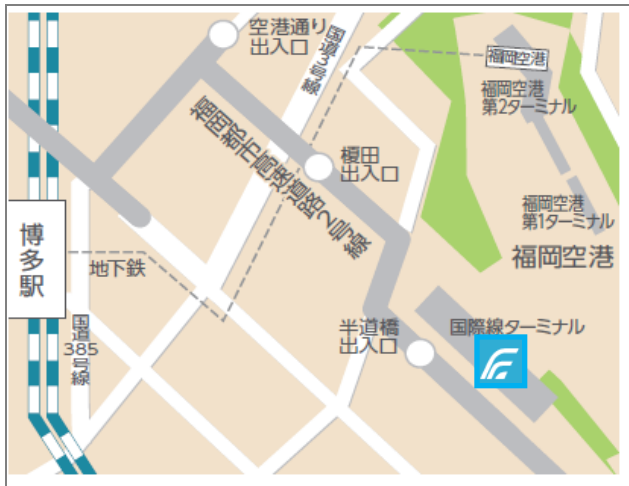 空港通り
出入口
国道3号線
福岡空港
福岡空港
第2ターミナル
福岡都市高速道路2号線
榎田
出入口
福岡空港
第1ターミナル
福岡空港
博多駅
地下鉄
国道
385
号線
半道橋
出入口
国際線ターミナル